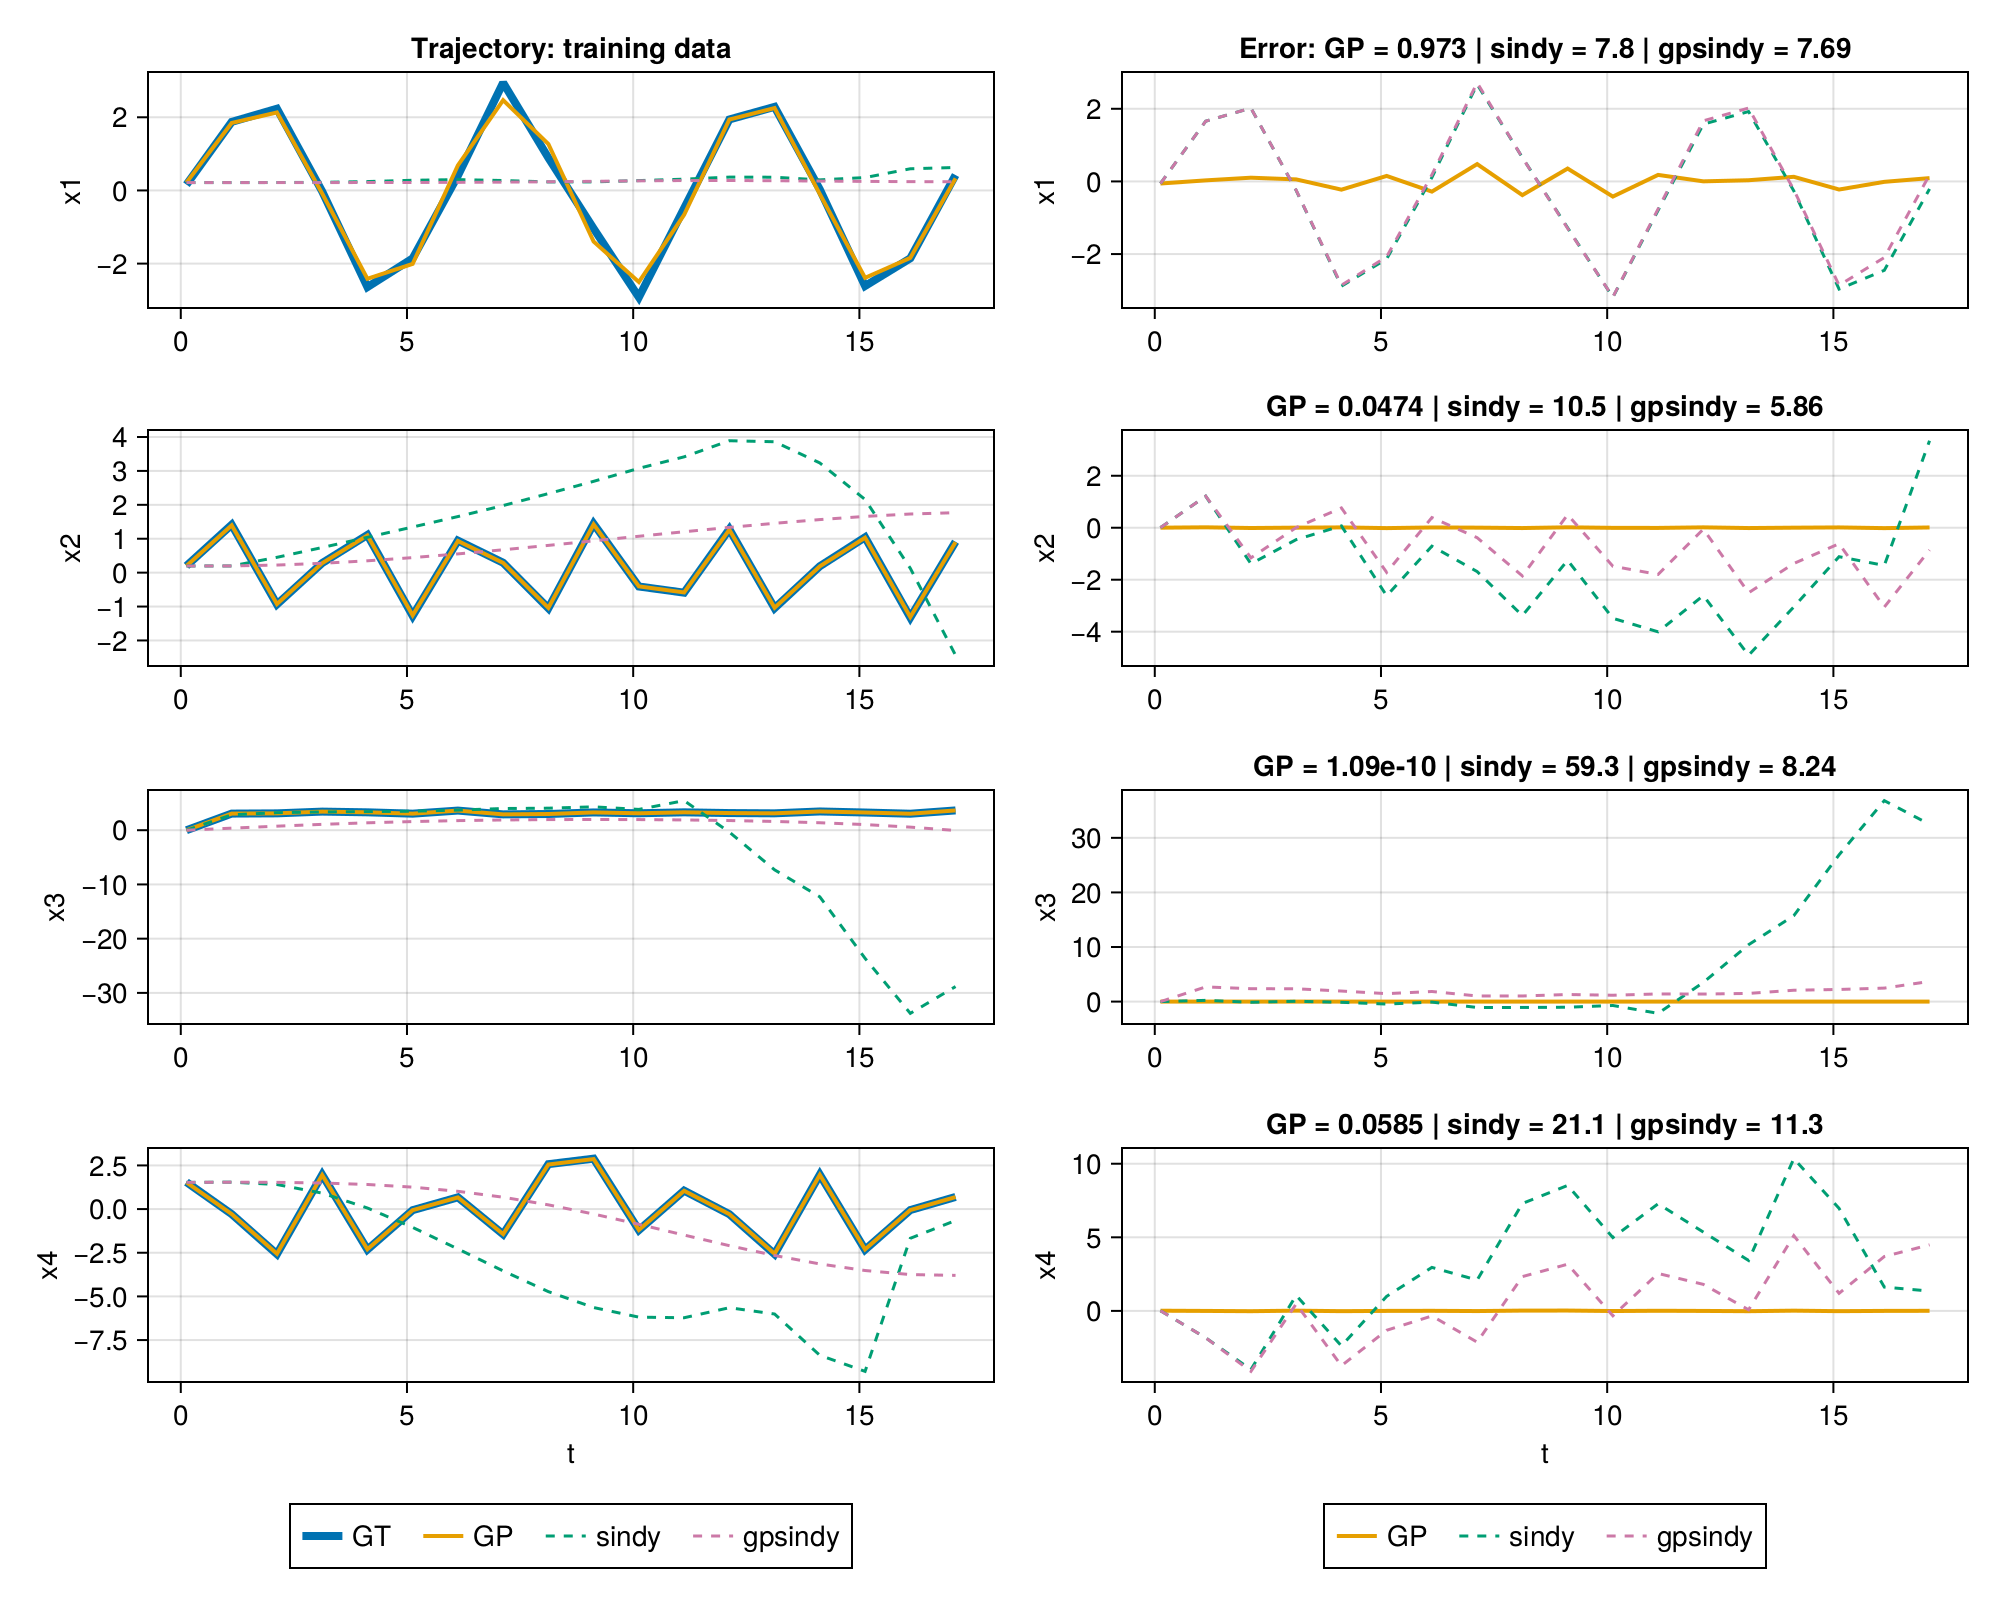 Trajectory: training data
x1
2
0
−2
0 5 10 15
Error: GP = 0.973 | sindy = 7.8 | gpsindy = 7.69
x1
2
0
−2
0 5 10 15
x2
4
3
2
1
0
−1
−2
0 5 10 15
GP = 0.0474 | sindy = 10.5 | gpsindy = 5.86
x2
2
0
−2
−4
0 5 10 15
x3
0
−10
−20
−30
0 5 10 15
GP = 1.09e-10 | sindy = 59.3 | gpsindy = 8.24
x3
30
20
10
0
0 5 10 15
x4
2.5
0.0
−2.5
−5.0
−7.5
0 5 10 15
t
GP = 0.0585 | sindy = 21.1 | gpsindy = 11.3
x4
10
5
0
0 5 10 15
t
GT GP sindy gpsindy
GP sindy gpsindy